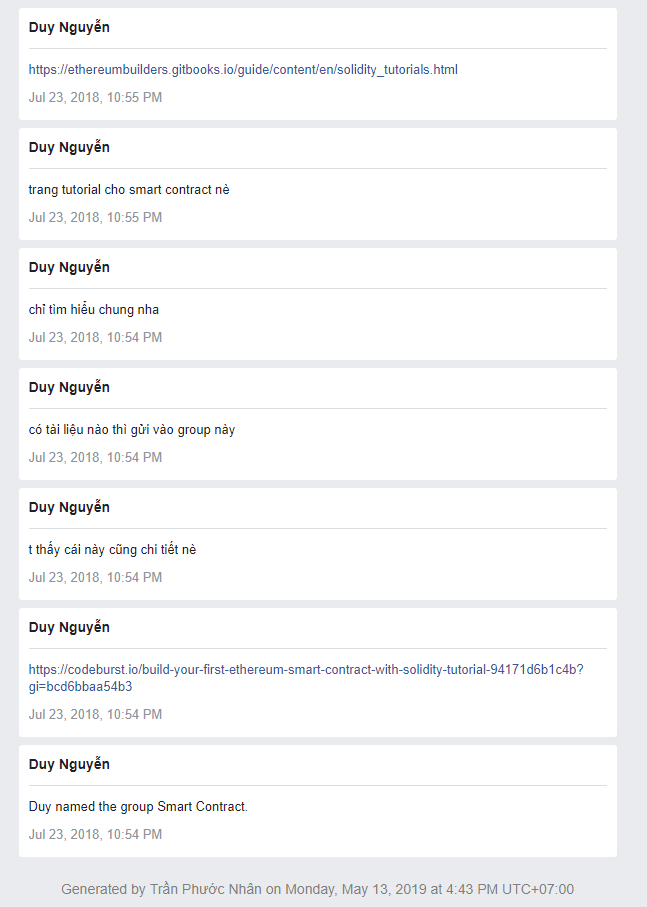 Duy Nguyễn
https://ethereumbuilders.gitbooks.io/guide/content/en/solidity_tutorials.html
Jul 23, 2018, 10:55 PM
Duy Nguyễn
trang tutorial cho smart contract nè
Jul 23, 2018, 10:55 PM
Duy Nguyễn
chỉ tìm hiểu chung nha
Jul 23, 2018, 10:54 PM
Duy Nguyễn
có tài liệu nào thì gửi vào group này
Jul 23, 2018, 10:54 PM
Duy Nguyễn
t thấy cái này cũng chi tiết nè
Jul 23, 2018, 10:54 PM
Duy Nguyễn
https://codeburst.io/build-your-first-ethereum-smart-contract-with-solidity-tutorial-94171d6b1c4b?
gi=bcd6bbaa54b3
Jul 23, 2018, 10:54 PM
Duy Nguyễn
Duy named the group Smart Contract.
Jul 23, 2018, 10:54 PM
Generated by Trần Phước Nhân on Monday, May 13, 2019 at 4:43 PM UTC+07:00